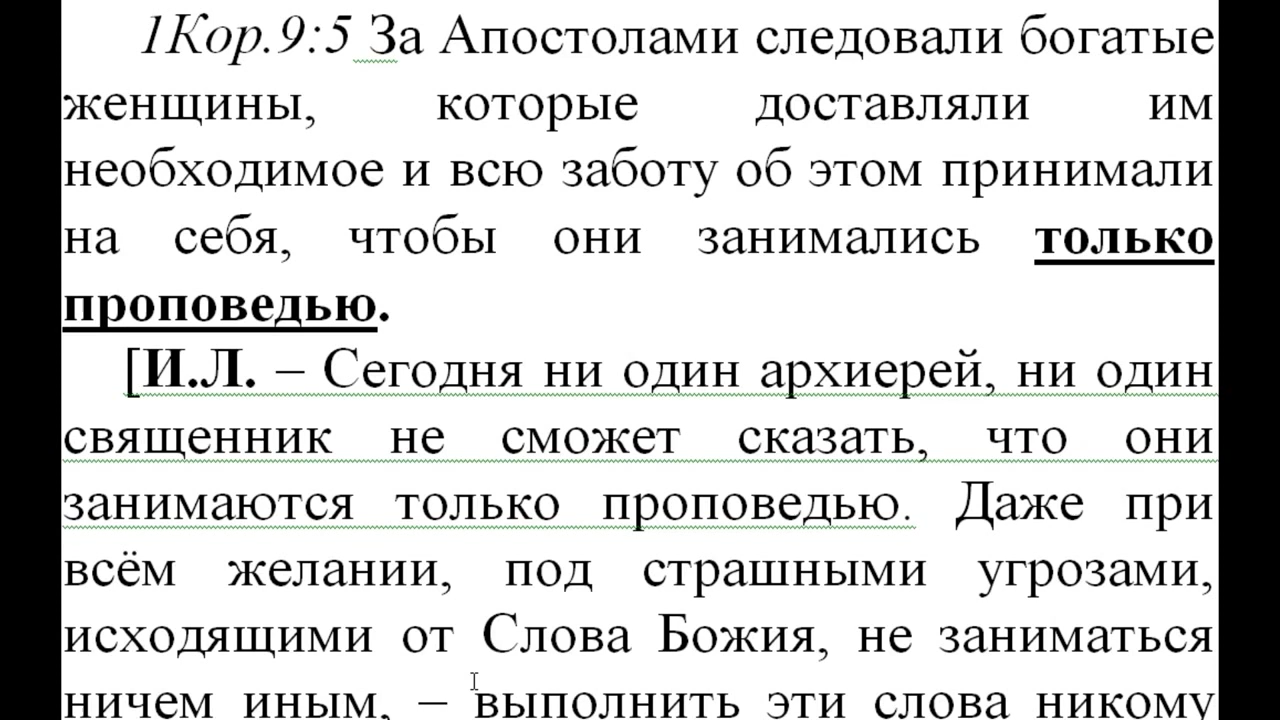 1Кор.9:5 За Апостолами следовали богатые
женщины, которые доставляли им
необходимое и всю заботу об этом принимали
на себя, чтобы они занимались только
проповедью.
[И.Л. – Сегодня ни один архиерей, ни один
священник не сможет сказать, что они
занимаются только проповедью. Даже при
всём желании, под страшными угрозами,
исходящими от Слова Божия, не заниматься
ничем иным, – выполнить эти слова никому